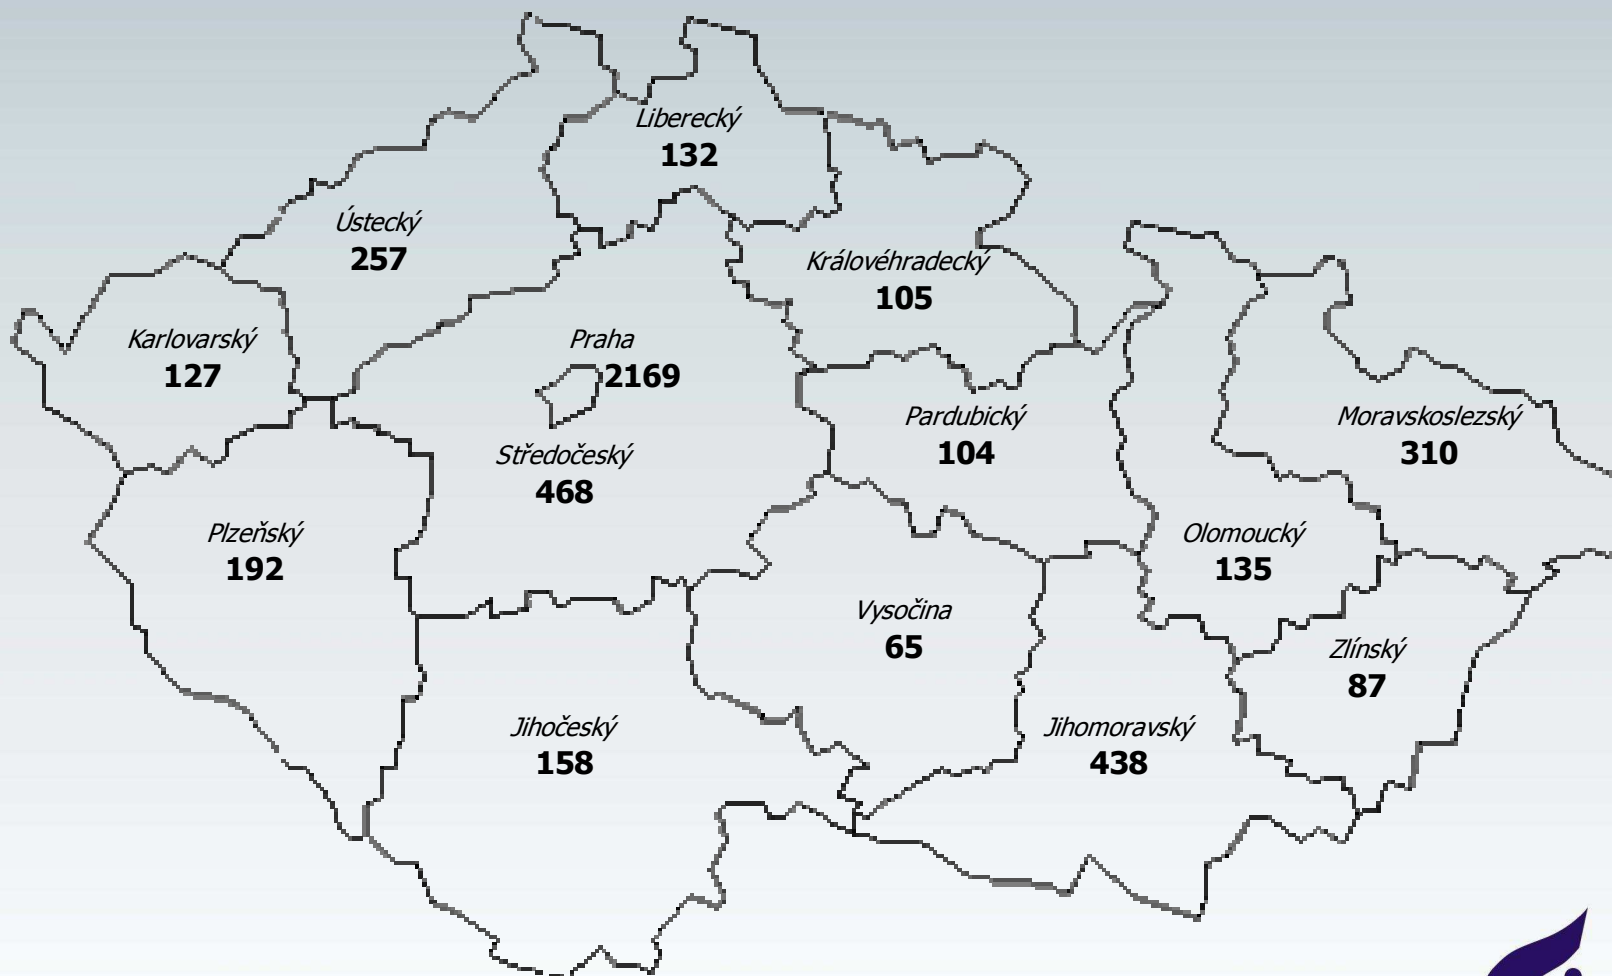 Liberecký
132
Ústecký
257
Královéhradecký
105
Karlovarský
127
Praha
2169
Pardubický
104
Moravskoslezský
310
Středočeský
468
Plzeňský
192
Olomoucký
135
Vysočina
65
Zlínský
87
Jihočeský
158
Jihomoravský
438